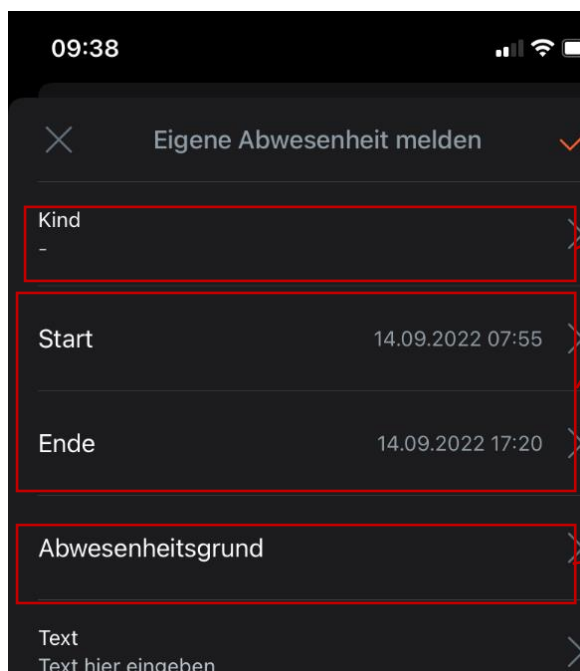 09:38
Eigene Abwesenheit melden
Kind
-
Start 14.09.2022 07:55
Ende 14.09.2022 17:20
Abwesenheitsgrund
Text
Text hier eingeben